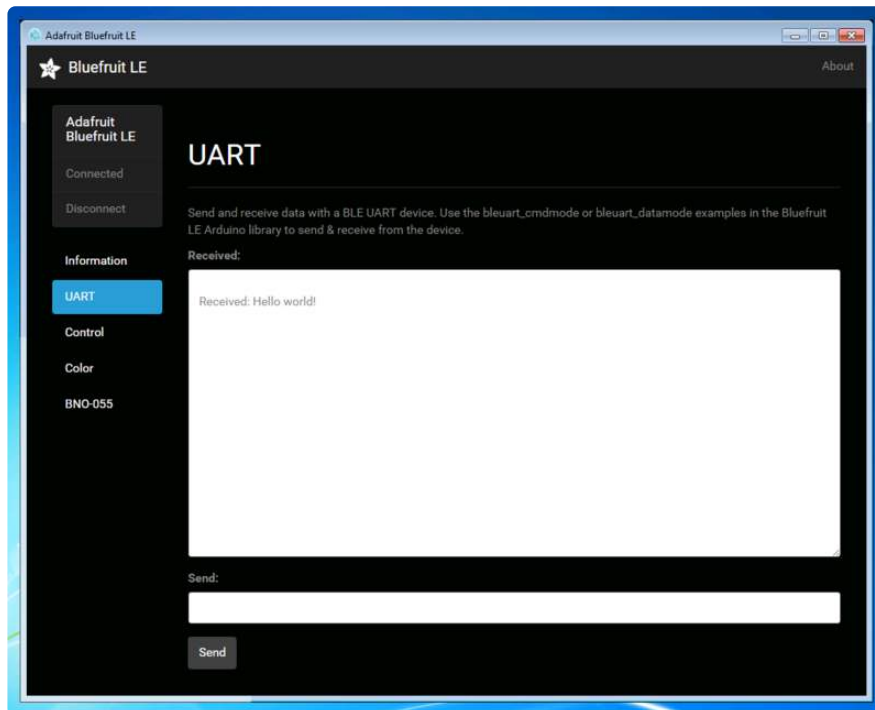 Adafruit Bluefruit LE
Bluefruit LE
About
Adafruit
Bluefruit LE
Connected
Disconnect
Information
UART
Control
Color
BNO-055
UART
Send and receive data with a BLE UART device. Use the bleuart_cmdmode or bleuart_datamode examples in the Bluefruit
LE Arduino library to send & receive from the device.
Received:
Received: Hello world!
Send:
Send